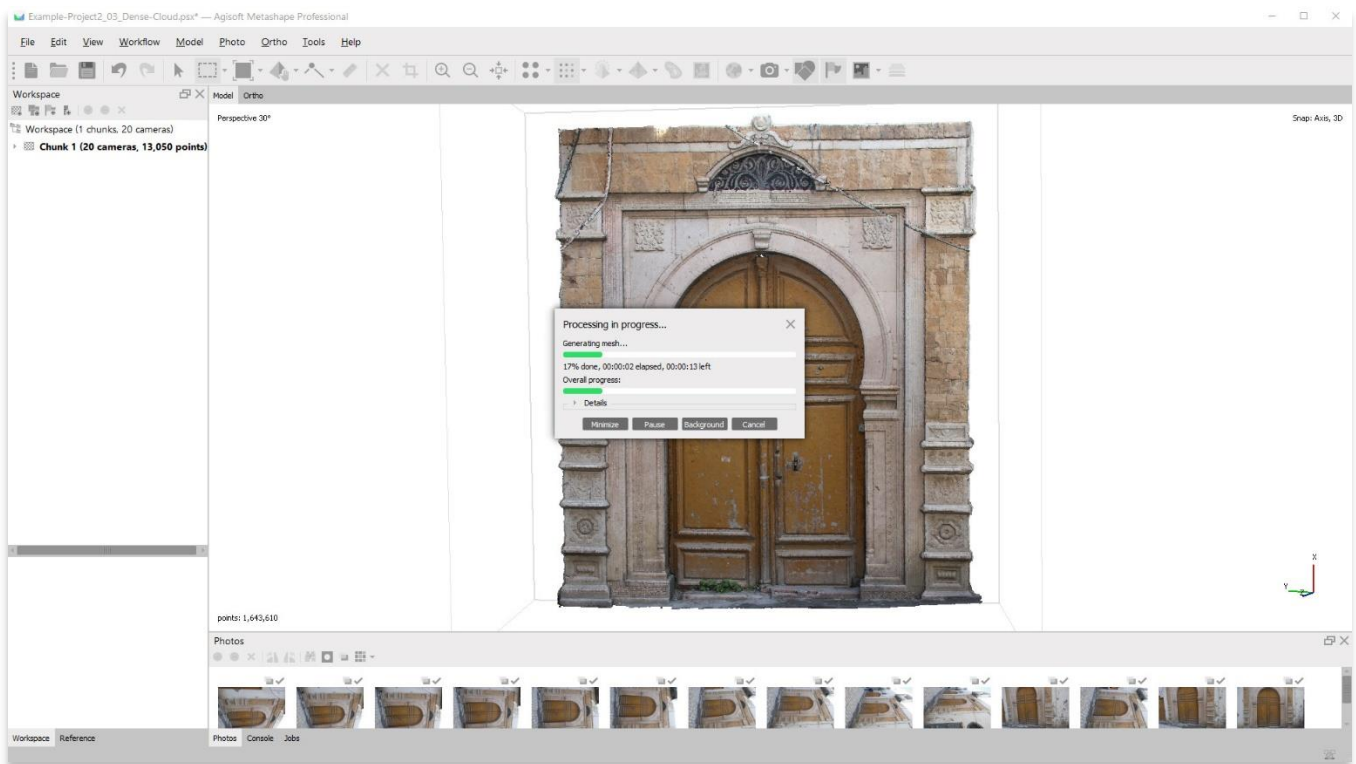 Example-Project2_03_Dense-Cloud.psx* — Agisoft Metashape Professional
File Edit View Workflow Model Photo Ortho Tools Help
Workspace
Model Ortho
Perspective 30°
Snap: Axis, 3D
Workspace (1 chunks, 20 cameras)
Chunk 1 (20 cameras, 13,050 points)
Processing in progress...
Generating mesh...
17% done, 00:00:02 elapsed, 00:00:13 left
Overall progress:
Details
Minimize Pause Background Cancel
X
Y
points: 1,643,610
Photos
Workspace Reference
Photos Console Jobs